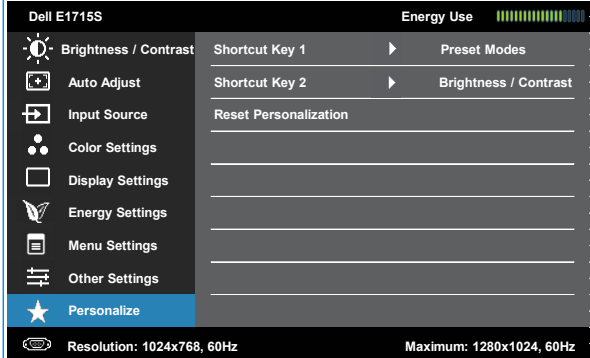 Dell E1715S Energy Use
Brightness / Contrast Shortcut Key 1 Preset Modes
Auto Adjust Shortcut Key 2 Brightness / Contrast
Input Source Reset Personalization
Color Settings
Display Settings
Energy Settings
Menu Settings
Other Settings
Personalize
Resolution: 1024x768, 60Hz Maximum: 1280x1024, 60Hz